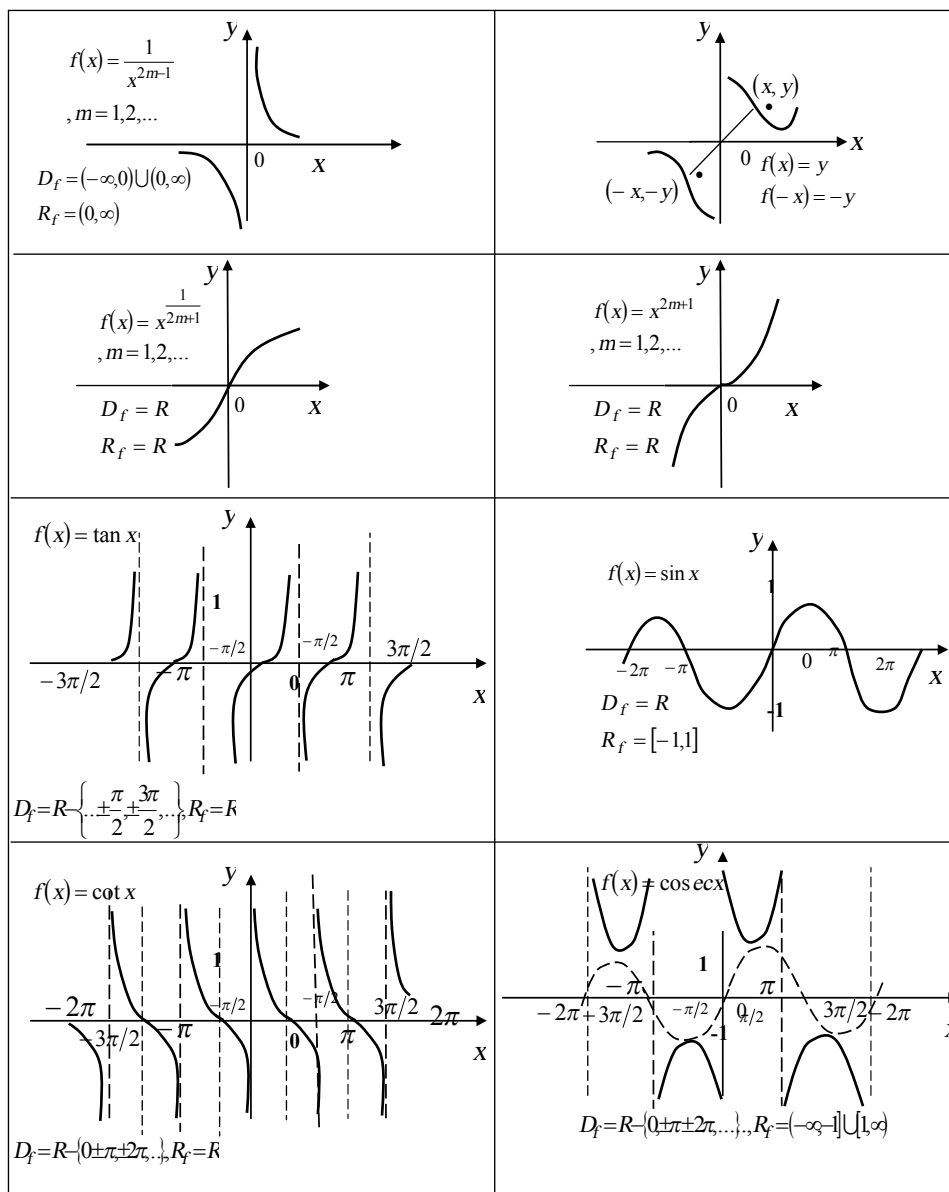 y
f(x) = 1/x^{2m−1}
, m = 1,2,...
0
x
D_f = (−∞,0)∪(0,∞)
R_f = (0,∞)
y
(x, y)
x
0
f(x) = y
(− x,−y)
f(−x) = −y
y
f(x) = x^{1/(2m+1)}
, m = 1,2,...
0
x
D_f = R
R_f = R
y
f(x) = x^{2m+1}
, m = 1,2,...
0
x
D_f = R
R_f = R
y
f(x) = tan x
1
−π/2
−π/2
3π/2
−3π/2
−π
0
π
x
D_f = R−{...±π/2,±3π/2,...},R_f = R
y
f(x) = sin x
1
−2π
−π
0
π
2π
x
D_f = R
-1
R_f = [−1,1]
y
f(x) = cot x
1
−2π
−π/2
−π/2
3π/2
2π
−3π/2
−π
0
π
x
D_f = R−{0±π,±2π,..},R_f = R
y
f(x) = cos ecx
1
−π
π
−2π
−3π/2
−π/2
0
π/2
3π/2
−2π
-1
x
D_f = R−{0,±π±2π,....}.,R_f = (−∞,−1]∪[1,∞)